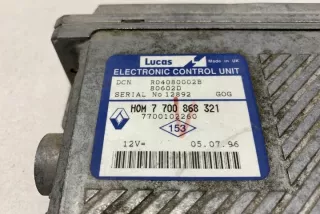 Lucas
Made in UK
ELECTRONIC CONTROL UNIT
DCN R04080002B
80602D
SERIAL No 12892 GOG
HOM 7 700 868 321
7700102260
153
12V= 05.07.96